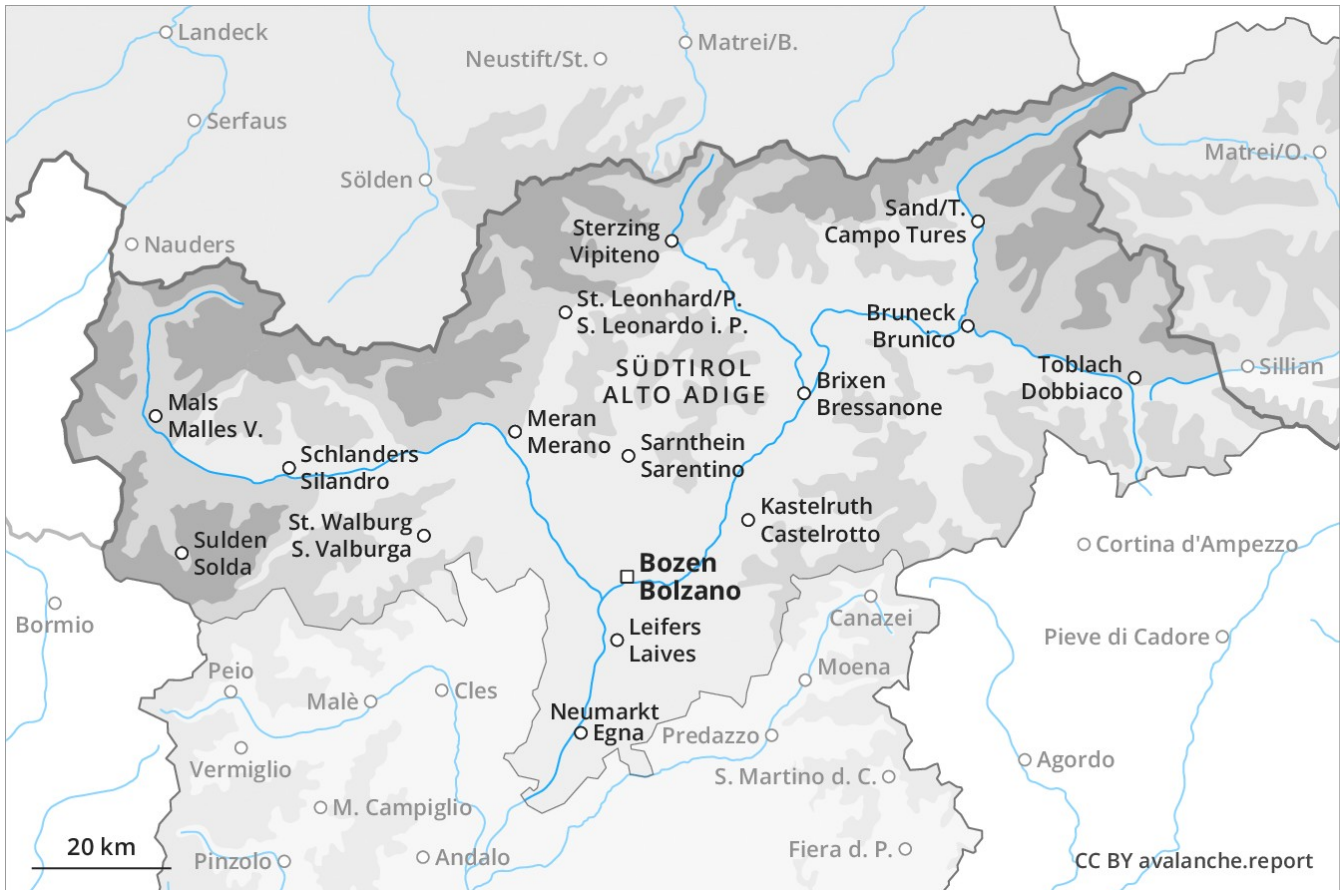 Landeck
Neustift/St.
Matrei/B.
Serfaus
Matrei/O.
Sölden
Nauders
Sand/T.
Campo Tures
Sterzing
Vipiteno
St. Leonhard/P.
S. Leonardo i. P.
Bruneck
Brunico
SÜDTIROL
ALTO ADIGE
Toblach
Dobbiaco
Sillian
Brixen
Bressanone
Mals
Malles V.
Meran
Merano
Sarnthein
Sarentino
Schlanders
Silandro
St. Walburg
S. Valburga
Kastelruth
Castelrotto
Sulden
Solda
Cortina d'Ampezzo
Bozen
Bolzano
Bormio
Canazei
Leifers
Laives
Pieve di Cadore
Peio
Moena
Malè
Cles
Neumarkt
Egna
Predazzo
Vermiglio
Agordo
S. Martino d. C.
M. Campiglio
20 km
Pinzolo
Andalo
Fiera d. P.
CC BY avalanche.report